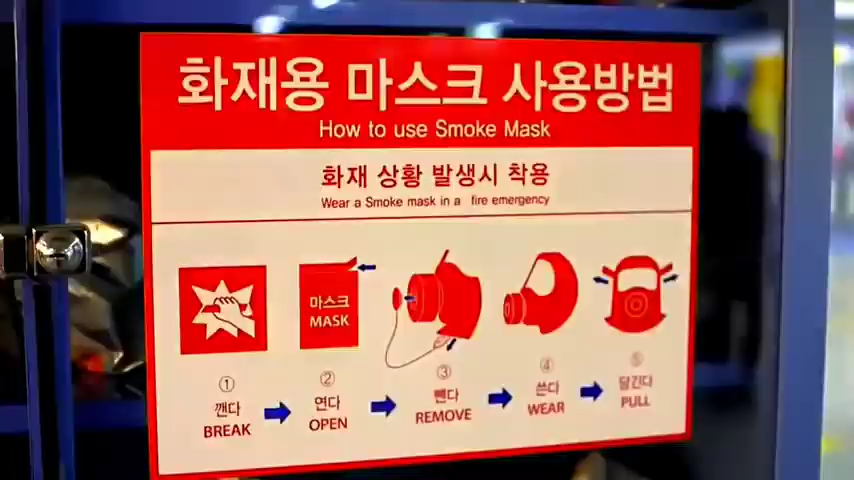 화재용 마스크 사용방법
How to use Smoke Mask
화재 상황 발생시 착용
Wear a Smoke mask in a fire emergency
마스크
MASK
① ② ③ ④ ⑤
깬다 연다 뺀다 쓴다 당긴다
BREAK OPEN REMOVE WEAR PULL